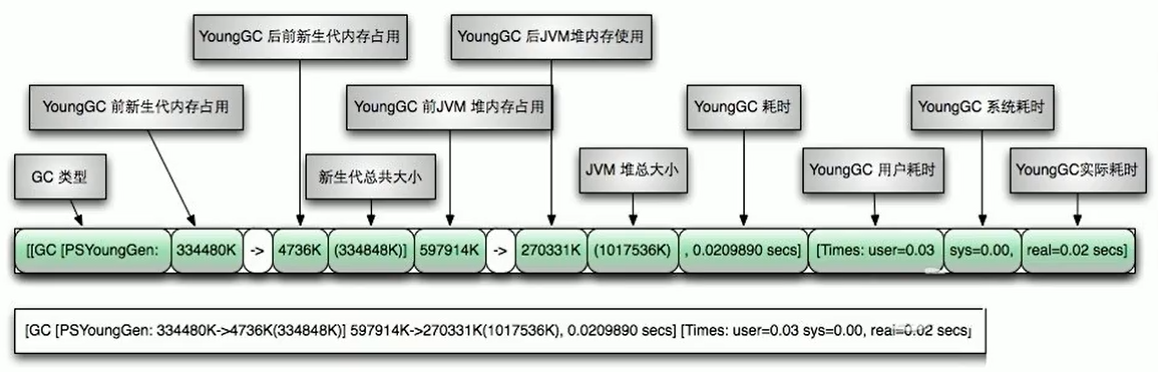 YoungGC 后前新生代内存占用
YoungGC 后JVM堆内存使用
YoungGC 前新生代内存占用
YoungGC 前JVM 堆内存占用
YoungGC 耗时
YoungGC 系统耗时
GC 类型
新生代总共大小
JVM 堆总大小
YoungGC 用户耗时
YoungGC实际耗时
[[GC [PSYoungGen: 334480K -> 4736K (334848K)] 597914K -> 270331K (1017536K) , 0.0209890 secs] [Times: user=0.03 sys=0.00, real=0.02 secs]
[GC [PSYoungGen: 334480K->4736K(334848K)] 597914K->270331K(1017536K), 0.0209890 secs] [Times: user=0.03 sys=0.00, real=0.02 secs]